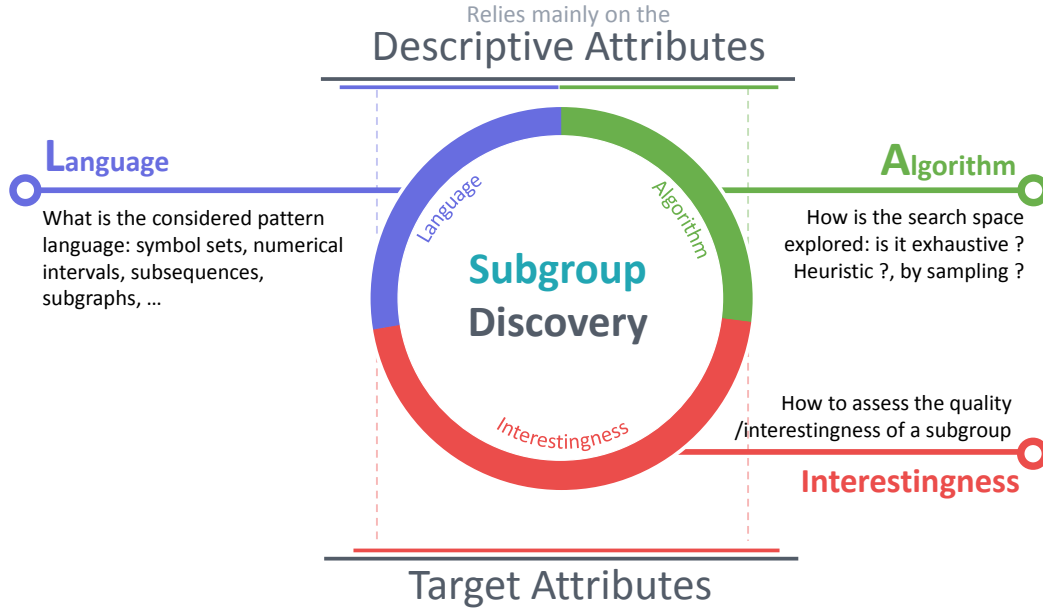 Relies mainly on the
Descriptive Attributes
Language
What is the considered pattern
language: symbol sets, numerical
intervals, subsequences,
subgraphs, ...
Algorithm
How is the search space
explored: is it exhaustive ?
Heuristic ?, by sampling ?
Language
Algorithm
Subgroup
Discovery
Interestingness
How to assess the quality
/interestingness of a subgroup
Interestingness
Target Attributes